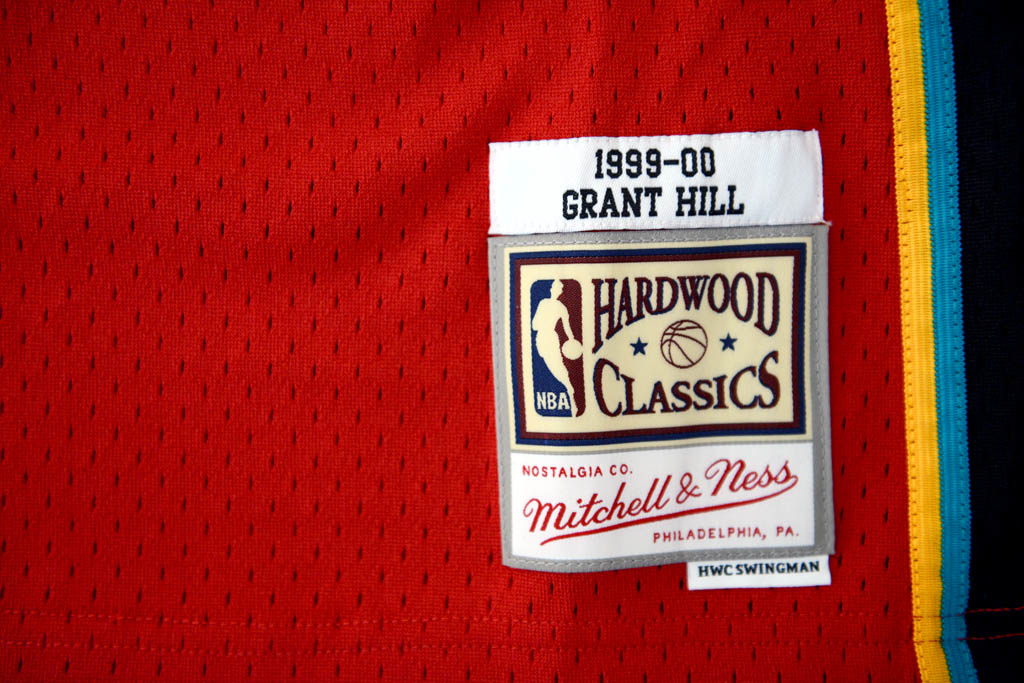 1999-00
GRANT HILL
HARDWOOD
CLASSICS
NBA
NOSTALGIA CO.
Mitchell & Ness
PHILADELPHIA, PA.
HWC SWINGMAN